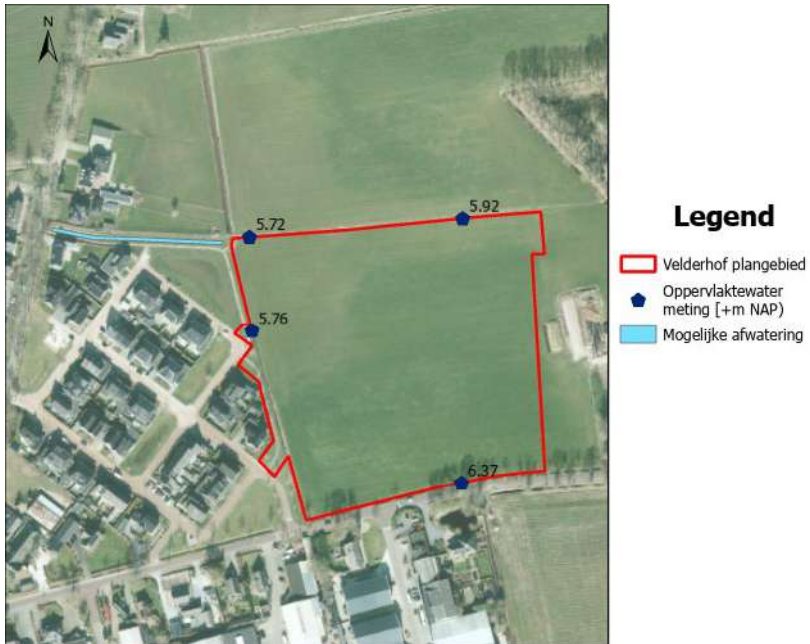 N
5.92
5.72
5.76
6.37
Legend
Velderhof plangebied
Oppervlaktewater
meting [+m NAP)
Mogelijke afwatering